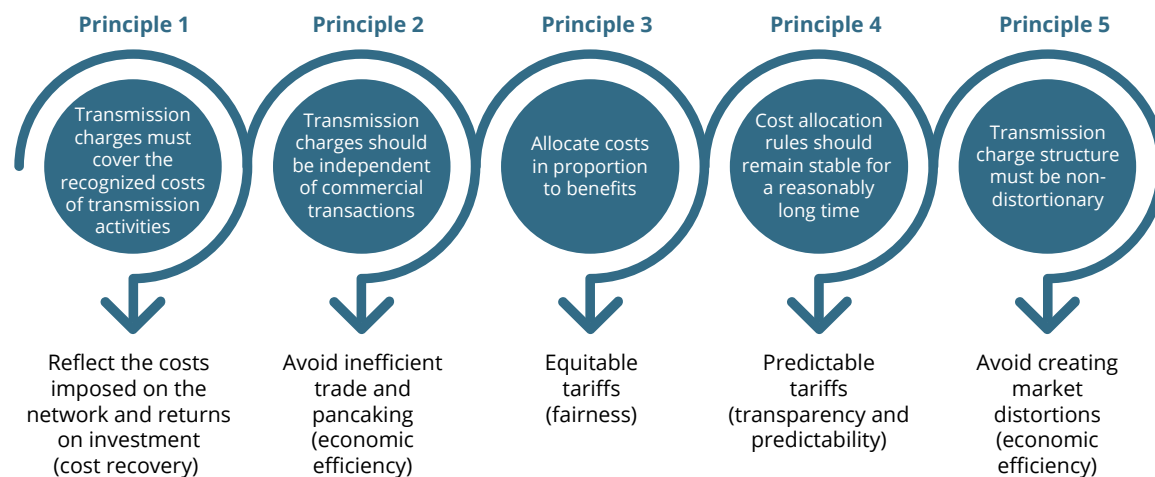 Principle 1
Transmission
charges must
cover the
recognized costs
of transmission
activities
Reflect the costs
imposed on the
network and returns
on investment
(cost recovery)
Principle 2
Transmission
charges should
be independent
of commercial
transactions
Avoid inefficient
trade and
pancaking
(economic
efficiency)
Principle 3
Allocate costs
in proportion
to benefits
Equitable
tariffs
(fairness)
Principle 4
Cost allocation
rules should
remain stable for
a reasonably
long time
Predictable
tariffs
(transparency and
predictability)
Principle 5
Transmission
charge structure
must be non-
distortionary
Avoid creating
market
distortions
(economic
efficiency)